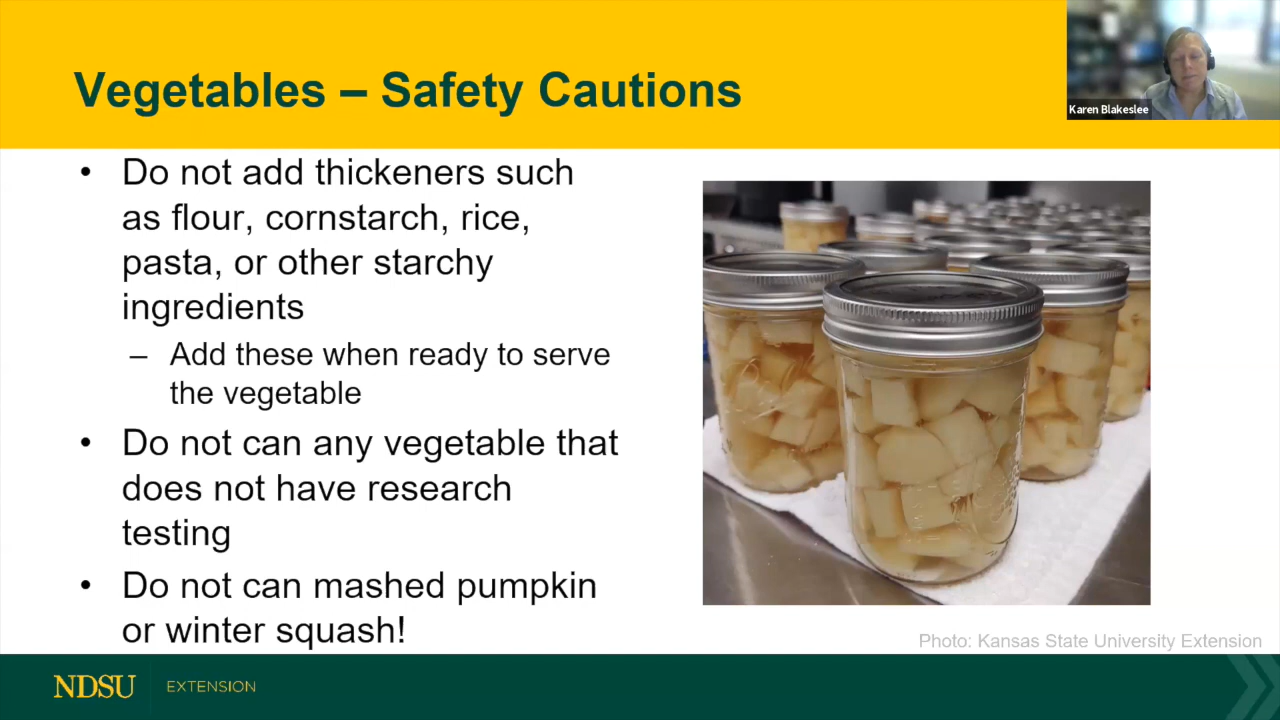 Vegetables – Safety Cautions
Karen Blakeslee
• Do not add thickeners such
as flour, cornstarch, rice,
pasta, or other starchy
ingredients
– Add these when ready to serve
the vegetable
• Do not can any vegetable that
does not have research
testing
• Do not can mashed pumpkin
or winter squash!
Photo: Kansas State University Extension
NDSU EXTENSION